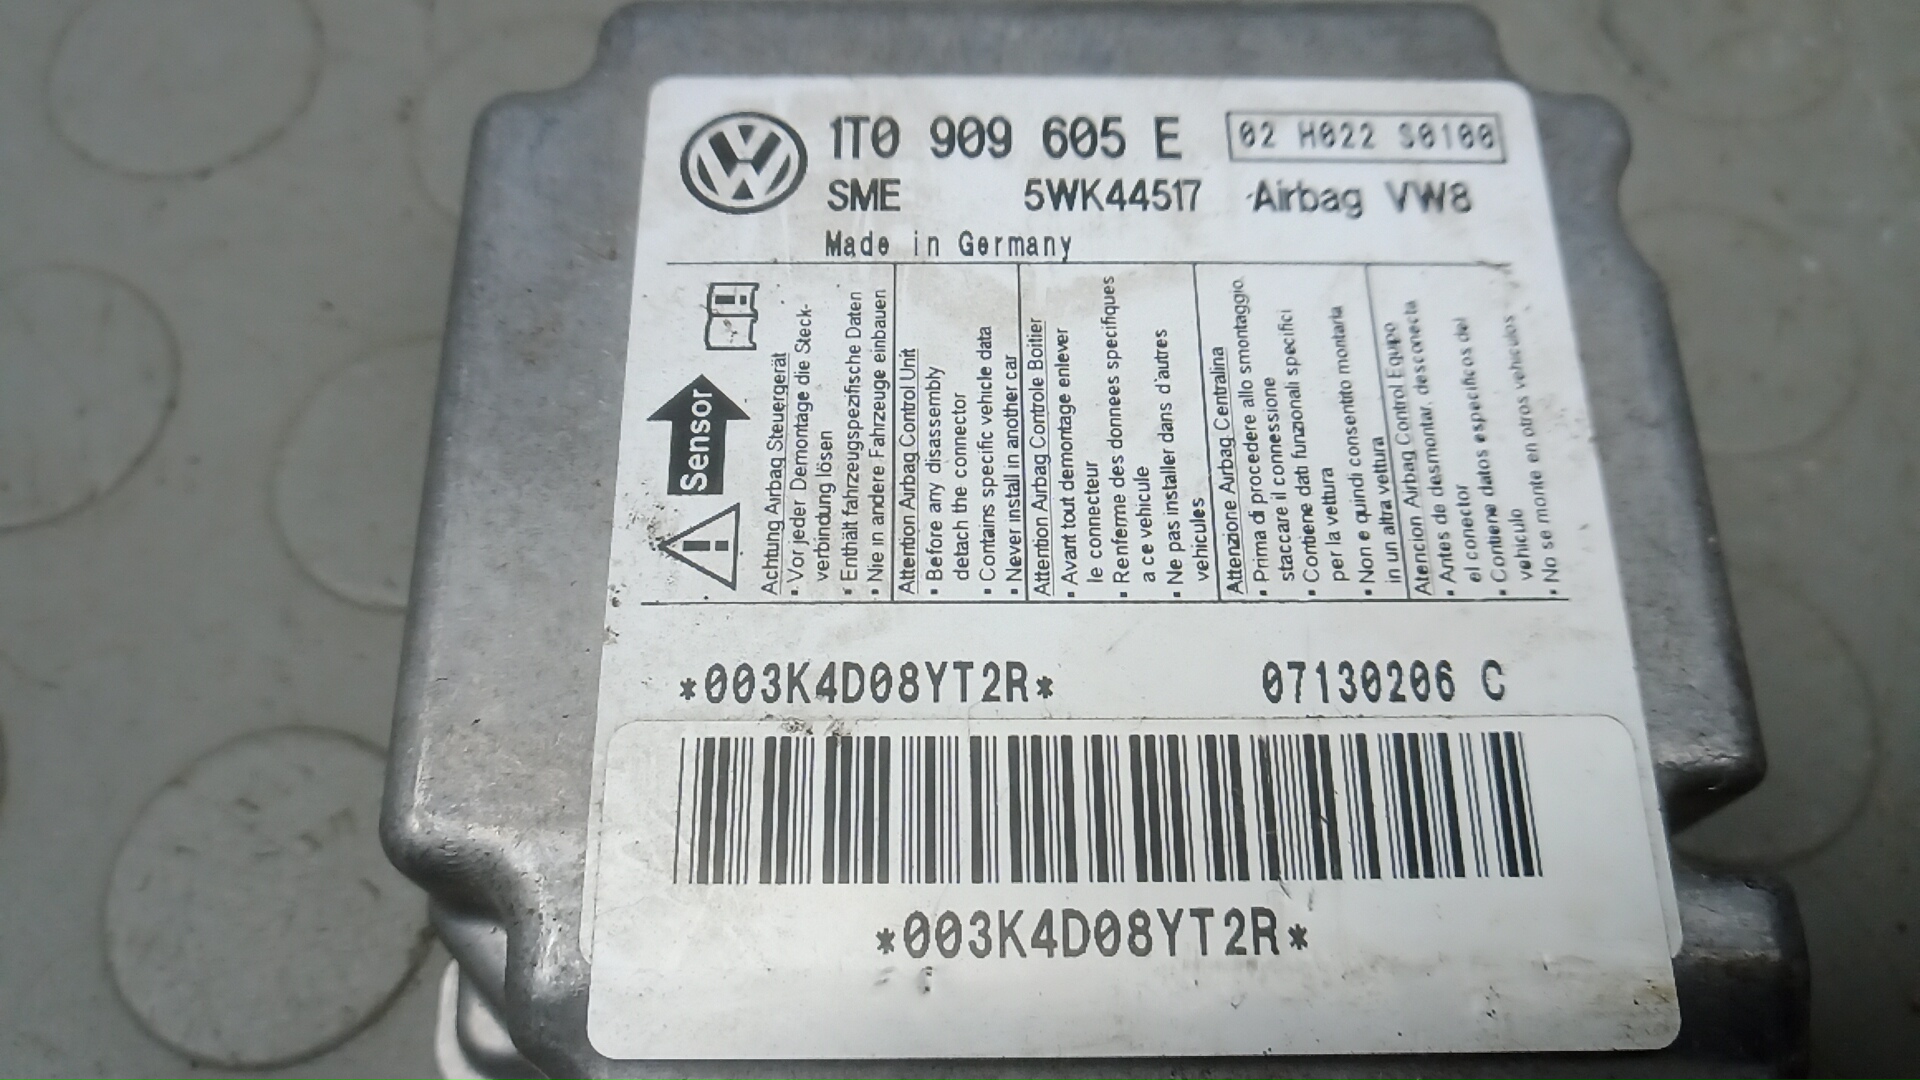 1T0 909 605 E 02 H022 S0100
SME 5WK44517 Airbag VW8
Made in Germany
Sensor
Achtung Airbag Steuergerät
• Vor jeder Demontage die Steck-
verbindung lösen
• Enthält fahrzeugspezifische Daten
• Nie in andere Fahrzeuge einbauen
Attention Airbag Control Unit
• Before any disassembly
detach the connector
• Contains specific vehicle data
• Never install in another car
Attention Airbag Controle Boitier
• Avant tout demontage enlever
le connecteur
• Renferme des donnees specifiques
a ce vehicule
• Ne pas installer dans d'autres
vehicules
Attenzione Airbag Centralina
• Prima di procedere allo smontaggio
staccare il connessione
• Contiene dati funzionali specifici
per la vettura
• Non e quindi consentito montarla
in un altra vettura
Atencion Airbag Control Equipo
• Antes de desmontar, desconecta
el conector
• Contiene datos especificos del
vehiculo
• No se monte en otros vehiculos
*003K4D08YT2R* 07130206 C
*003K4D08YT2R*